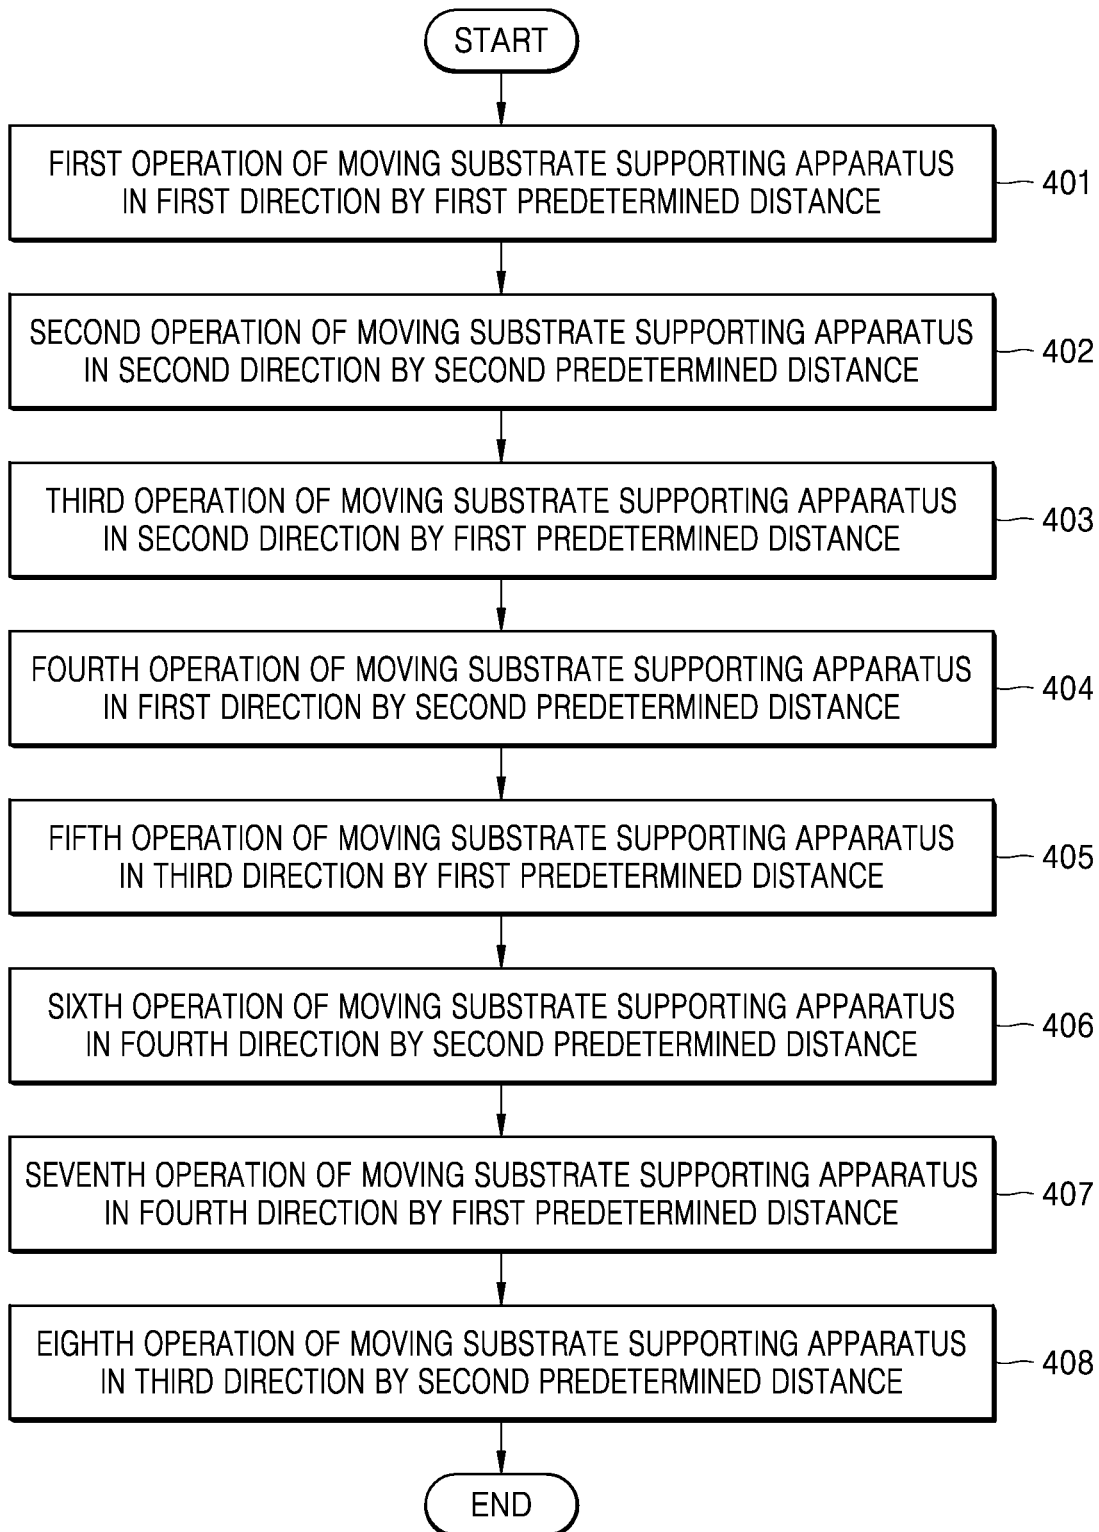 START
FIRST OPERATION OF MOVING SUBSTRATE SUPPORTING APPARATUS
IN FIRST DIRECTION BY FIRST PREDETERMINED DISTANCE
401
SECOND OPERATION OF MOVING SUBSTRATE SUPPORTING APPARATUS
IN SECOND DIRECTION BY SECOND PREDETERMINED DISTANCE
402
THIRD OPERATION OF MOVING SUBSTRATE SUPPORTING APPARATUS
IN SECOND DIRECTION BY FIRST PREDETERMINED DISTANCE
403
FOURTH OPERATION OF MOVING SUBSTRATE SUPPORTING APPARATUS
IN FIRST DIRECTION BY SECOND PREDETERMINED DISTANCE
404
FIFTH OPERATION OF MOVING SUBSTRATE SUPPORTING APPARATUS
IN THIRD DIRECTION BY FIRST PREDETERMINED DISTANCE
405
SIXTH OPERATION OF MOVING SUBSTRATE SUPPORTING APPARATUS
IN FOURTH DIRECTION BY SECOND PREDETERMINED DISTANCE
406
SEVENTH OPERATION OF MOVING SUBSTRATE SUPPORTING APPARATUS
IN FOURTH DIRECTION BY FIRST PREDETERMINED DISTANCE
407
EIGHTH OPERATION OF MOVING SUBSTRATE SUPPORTING APPARATUS
IN THIRD DIRECTION BY SECOND PREDETERMINED DISTANCE
408
END